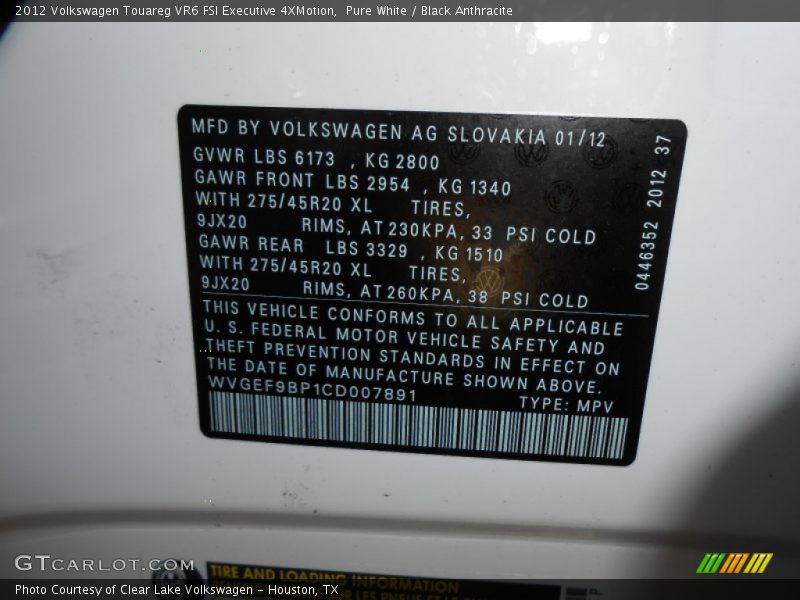 2012 Volkswagen Touareg VR6 FSI Executive 4XMotion, Pure White / Black Anthracite
MFD BY VOLKSWAGEN AG SLOVAKIA 01/12
GVWR LBS 6173 , KG 2800
GAWR FRONT LBS 2954 , KG 1340
WITH 275/45R20 XL TIRES,
9JX20 RIMS, AT 230KPA, 33 PSI COLD
GAWR REAR LBS 3329 , KG 1510
WITH 275/45R20 XL TIRES,
9JX20 RIMS, AT 260KPA, 38 PSI COLD
0446352 2012 37
THIS VEHICLE CONFORMS TO ALL APPLICABLE
U. S. FEDERAL MOTOR VEHICLE SAFETY AND
THEFT PREVENTION STANDARDS IN EFFECT ON
THE DATE OF MANUFACTURE SHOWN ABOVE.
WVGEF9BP1CD007891 TYPE: MPV
GTCARLOT.COM
TIRE AND LOADING INFORMATION
Photo Courtesy of Clear Lake Volkswagen - Houston, TX